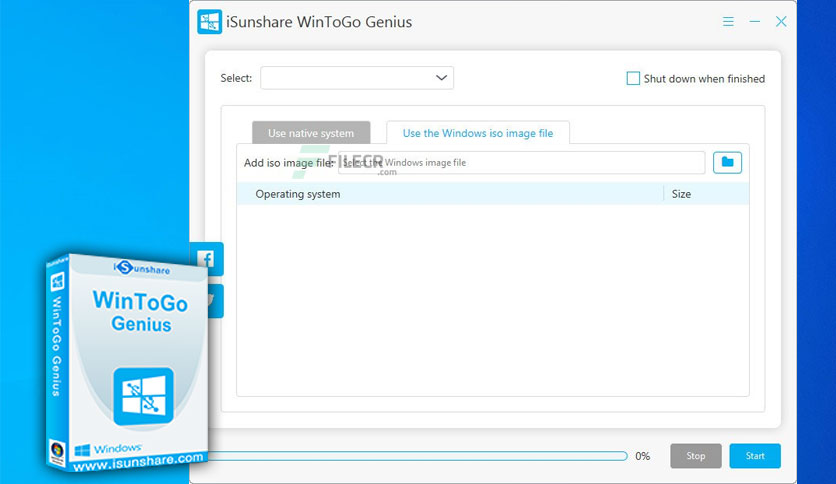 iSunshare WinToGo Genius
Select:
Shut down when finished
Use native system
Use the Windows iso image file
Add iso image file:
Select the Windows image file
FILECR
.com
Operating system
Size
f
iSunshare
WinToGo
Genius
WinToGo Genius
Windows
www.isunshare.com
0%
Stop
Start